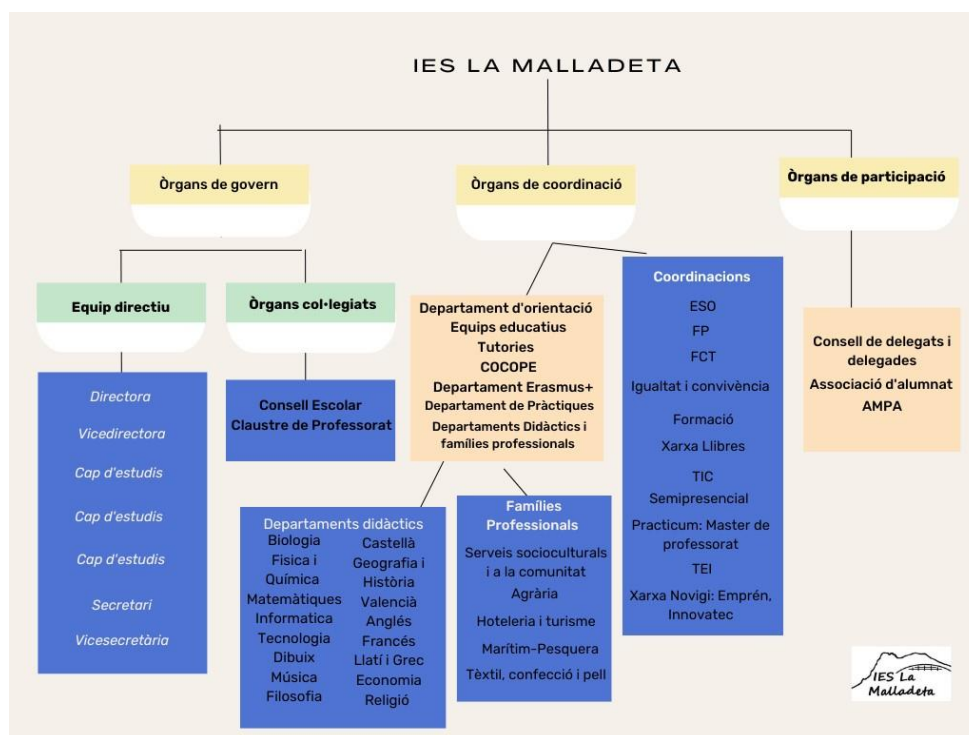 IES LA MALLADETA
Òrgans de govern
Òrgans de coordinació
Òrgans de participació
Equip directiu
Òrgans col·legiats
Directora
Vicedirectora
Cap d'estudis
Cap d'estudis
Cap d'estudis
Secretari
Vicesecretària
Consell Escolar
Claustre de Professorat
Departament d'orientació
Equips educatius
Tutories
COCOPE
Departament Erasmus+
Departament de Pràctiques
Departaments Didàctics i
famílies professionals
Departaments didàctics
Biologia
Fisica i
Química
Matemàtiques
Informatica
Tecnologia
Dibuix
Música
Filosofia
Castellà
Geografia i
Història
Valencià
Anglés
Francés
Llatí i Grec
Economia
Religió
Famílies
Professionals
Serveis socioculturals
i a la comunitat
Agrària
Hoteleria i turisme
Marítim-Pesquera
Tèxtil, confecció i pell
Coordinacions
ESO
FP
FCT
Igualtat i convivència
Formació
Xarxa Llibres
TIC
Semipresencial
Practicum: Master de
professorat
TEI
Xarxa Novigi: Emprén,
Innovatec
Consell de delegats i
delegades
Associació d'alumnat
AMPA
IES La
Malladeta